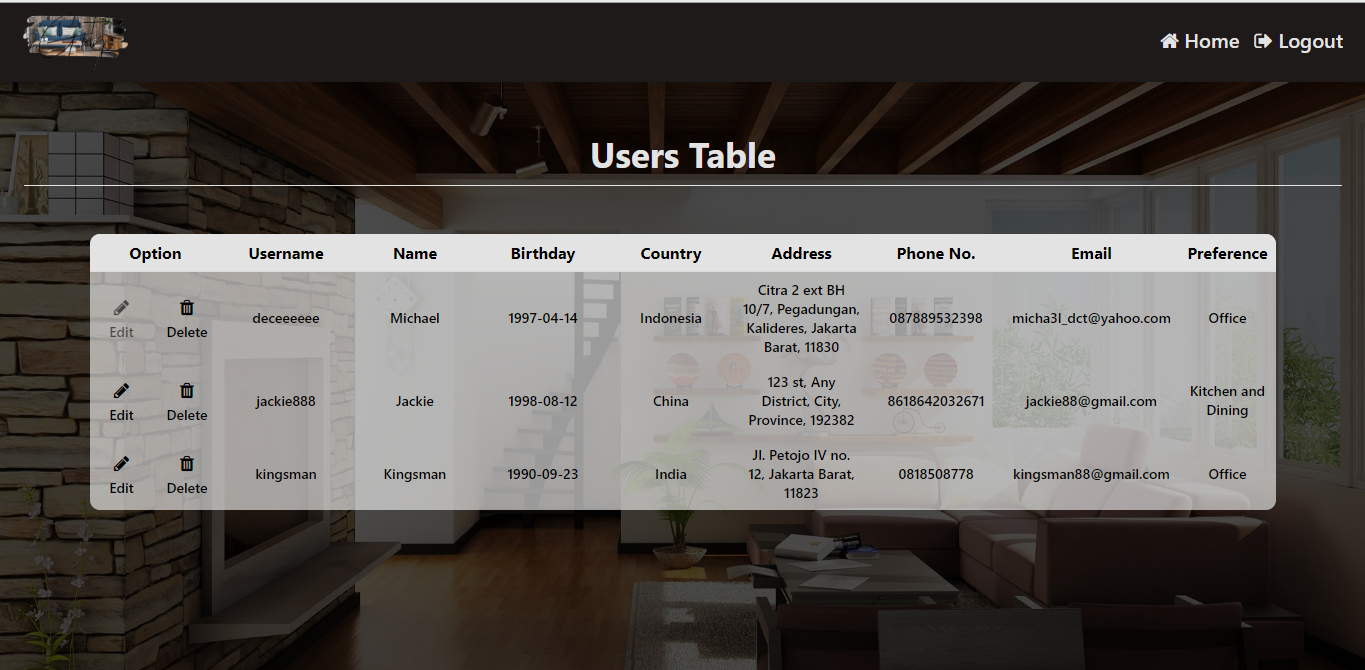 Home Logout
Users Table
Option Username Name Birthday Country Address Phone No. Email Preference
Edit Delete deceeeeee Michael 1997-04-14 Indonesia Citra 2 ext BH
10/7, Pegadungan,
Kalideres, Jakarta
Barat, 11830 087889532398 micha3l_dct@yahoo.com Office
Edit Delete jackie888 Jackie 1998-08-12 China 123 st, Any
District, City,
Province, 192382 8618642032671 jackie88@gmail.com Kitchen and
Dining
Edit Delete kingsman Kingsman 1990-09-23 India Jl. Petojo IV no.
12, Jakarta Barat,
11823 0818508778 kingsman88@gmail.com Office